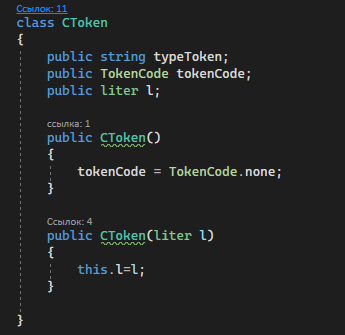 Ссылок: 11
class CToken
{
public string typeToken;
public TokenCode tokenCode;
public liter l;
ссылка: 1
public CToken()
{
tokenCode = TokenCode.none;
}
Ссылок: 4
public CToken(liter l)
{
this.l=l;
}
}